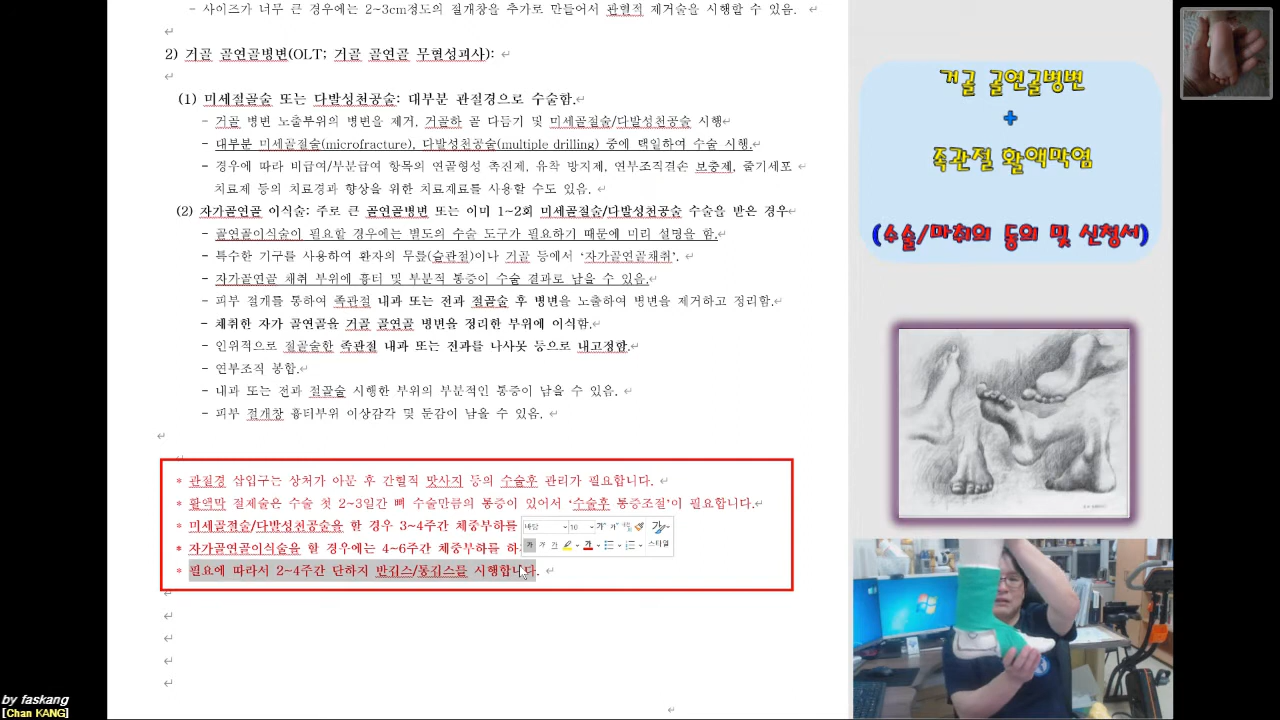 - 사이즈가 너무 큰 경우에는 2~3cm정도의 절개창을 추가로 만들어서 관혈적 제거술을 시행할 수 있음.
2) 거골 골연골병변(OLT; 거골 골연골 무혈성괴사):
(1) 미세절골술 또는 다발성천공술: 대부분 관절경으로 수술함.
- 거골 병변 노출부위의 병변을 제거, 거골하 골 다듬기 및 미세골절술/다발성천공술 시행
- 대부분 미세골절술(microfracture), 다발성천공술(multiple drilling) 중에 택일하여 수술 시행.
- 경우에 따라 비급여/부분급여 항목의 연골형성 촉진제, 유착 방지제, 연부조직결손 보충제, 줄기세포
치료제 등의 치료경과 향상을 위한 치료재료를 사용할 수도 있음.
(2) 자가골연골 이식술: 주로 큰 골연골병변 또는 이미 1~2회 미세골절술/다발성천공술 수술을 받은 경우
- 골연골이식술이 필요할 경우에는 별도의 수술 도구가 필요하기 때문에 미리 설명을 함.
- 특수한 기구를 사용하여 환자의 무릎(슬관절)이나 거골 등에서 ‘자가골연골채취’.
- 자가골연골 채취 부위에 흉터 및 부분적 통증이 수술 결과로 남을 수 있음.
- 피부 절개를 통하여 족관절 내과 또는 전과 절골술 후 병변을 노출하여 병변을 제거하고 정리함.
- 채취한 자가 골연골을 거골 골연골 병변을 정리한 부위에 이식함.
- 인위적으로 절골술한 족관절 내과 또는 전과를 나사못 등으로 내고정함.
- 연부조직 봉합.
- 내과 또는 전과 절골술 시행한 부위의 부분적인 통증이 남을 수 있음.
- 피부 절개창 흉터부위 이상감각 및 둔감이 남을 수 있음.
* 관절경 삽입구는 상처가 아문 후 간헐적 맛사지 등의 수술후 관리가 필요합니다.
* 활액막 절제술은 수술 첫 2~3일간 뼈 수술만큼의 통증이 있어서 ‘수술후 통증조절’이 필요합니다.
* 미세골절술/다발성천공술을 할 경우 3~4주간 체중부하를
* 자가골연골이식술을 할 경우에는 4~6주간 체중부하를 하
* 필요에 따라서 2~4주간 단하지 반깁스/통깁스를 시행합니다.
바탕 10
가 가 가 가 스타일
거골 골연골병변
+
족관절 활액막염
(수술/마취의 동의 및 신청서)
by faskang
[Chan KANG]